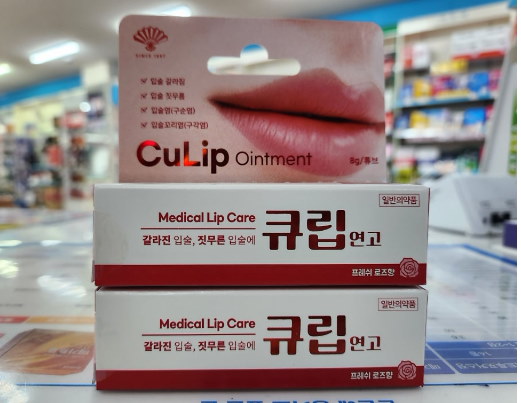 SINCE 1897
입술 갈라짐
입술 짓무름
입술염(구순염)
입술꼬리염(구각염)
CuLip Ointment
8g/튜브
일반의약품
Medical Lip Care
갈라진 입술, 짓무른 입술에
큐립연고
프레쉬 로즈향
일반의약품
Medical Lip Care
갈라진 입술, 짓무른 입술에
큐립연고
프레쉬 로즈향